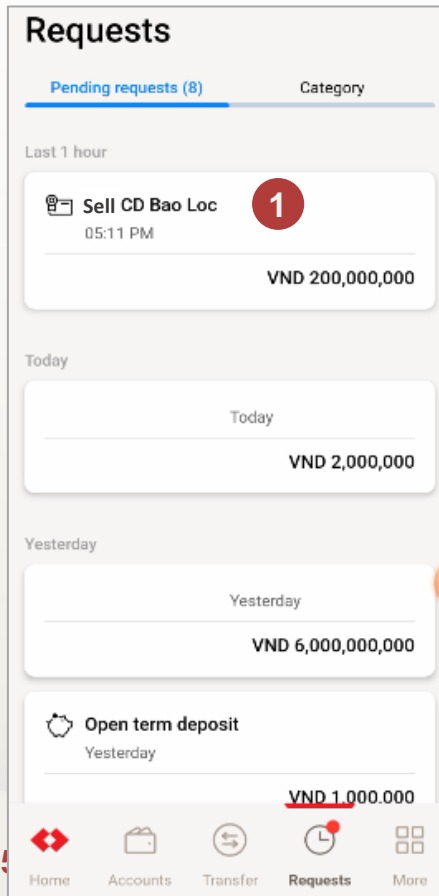 Requests
Pending requests (8) Category
Last 1 hour
Sell CD Bao Loc 1
05:11 PM
VND 200,000,000
Today
Today
VND 2,000,000
Yesterday
Yesterday
VND 6,000,000,000
Open term deposit
Yesterday
VND 1,000,000
Home Accounts Transfer Requests More